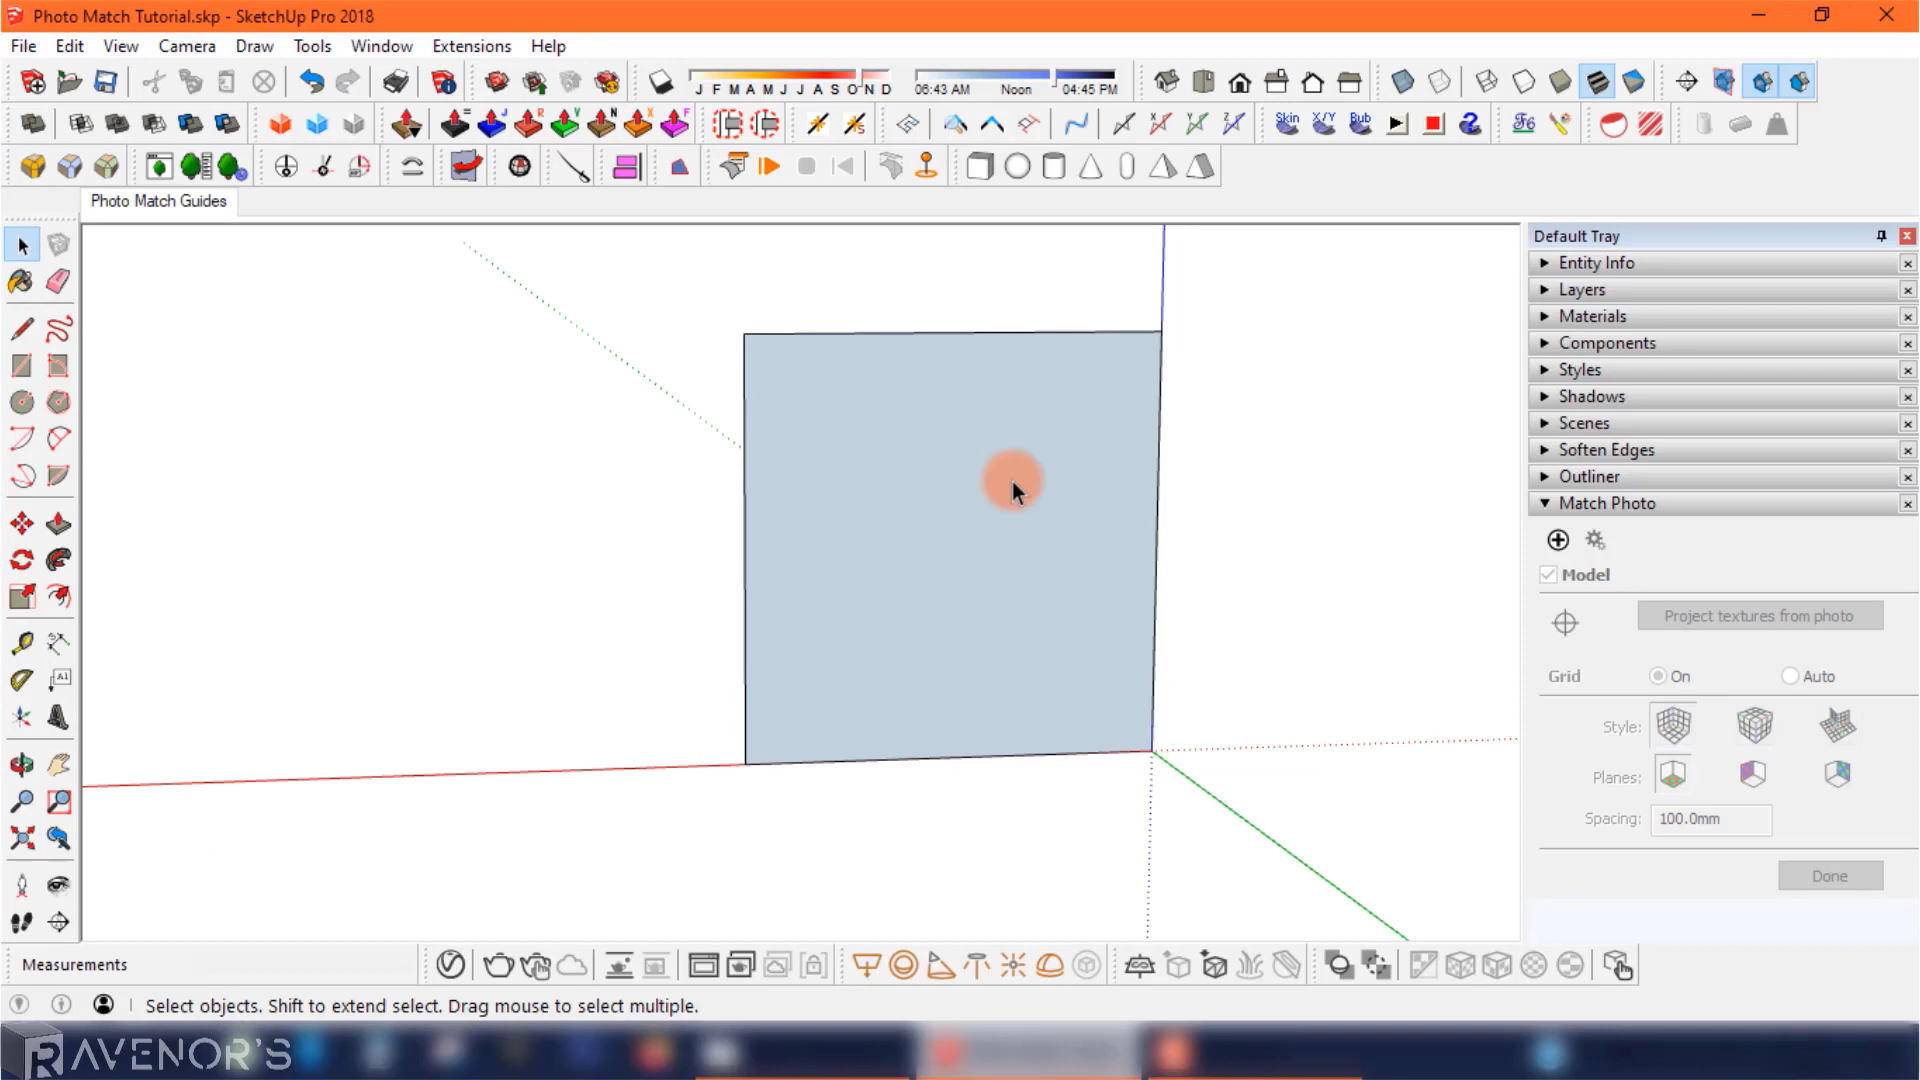 Photo Match Tutorial.skp - SketchUp Pro 2018
File Edit View Camera Draw Tools Window Extensions Help
J F M A M J J A S O N D 06:43 AM Noon 04:45 PM
= J R V N X F Skin X/Y Bub
Photo Match Guides
Default Tray
Entity Info
Layers
Materials
Components
Styles
Shadows
Scenes
Soften Edges
Outliner
Match Photo
Model
Project textures from photo
Grid On Auto
Style:
Planes:
Spacing: 100.0mm
Done
A1
Measurements
Select objects. Shift to extend select. Drag mouse to select multiple.
RAVENOR'S